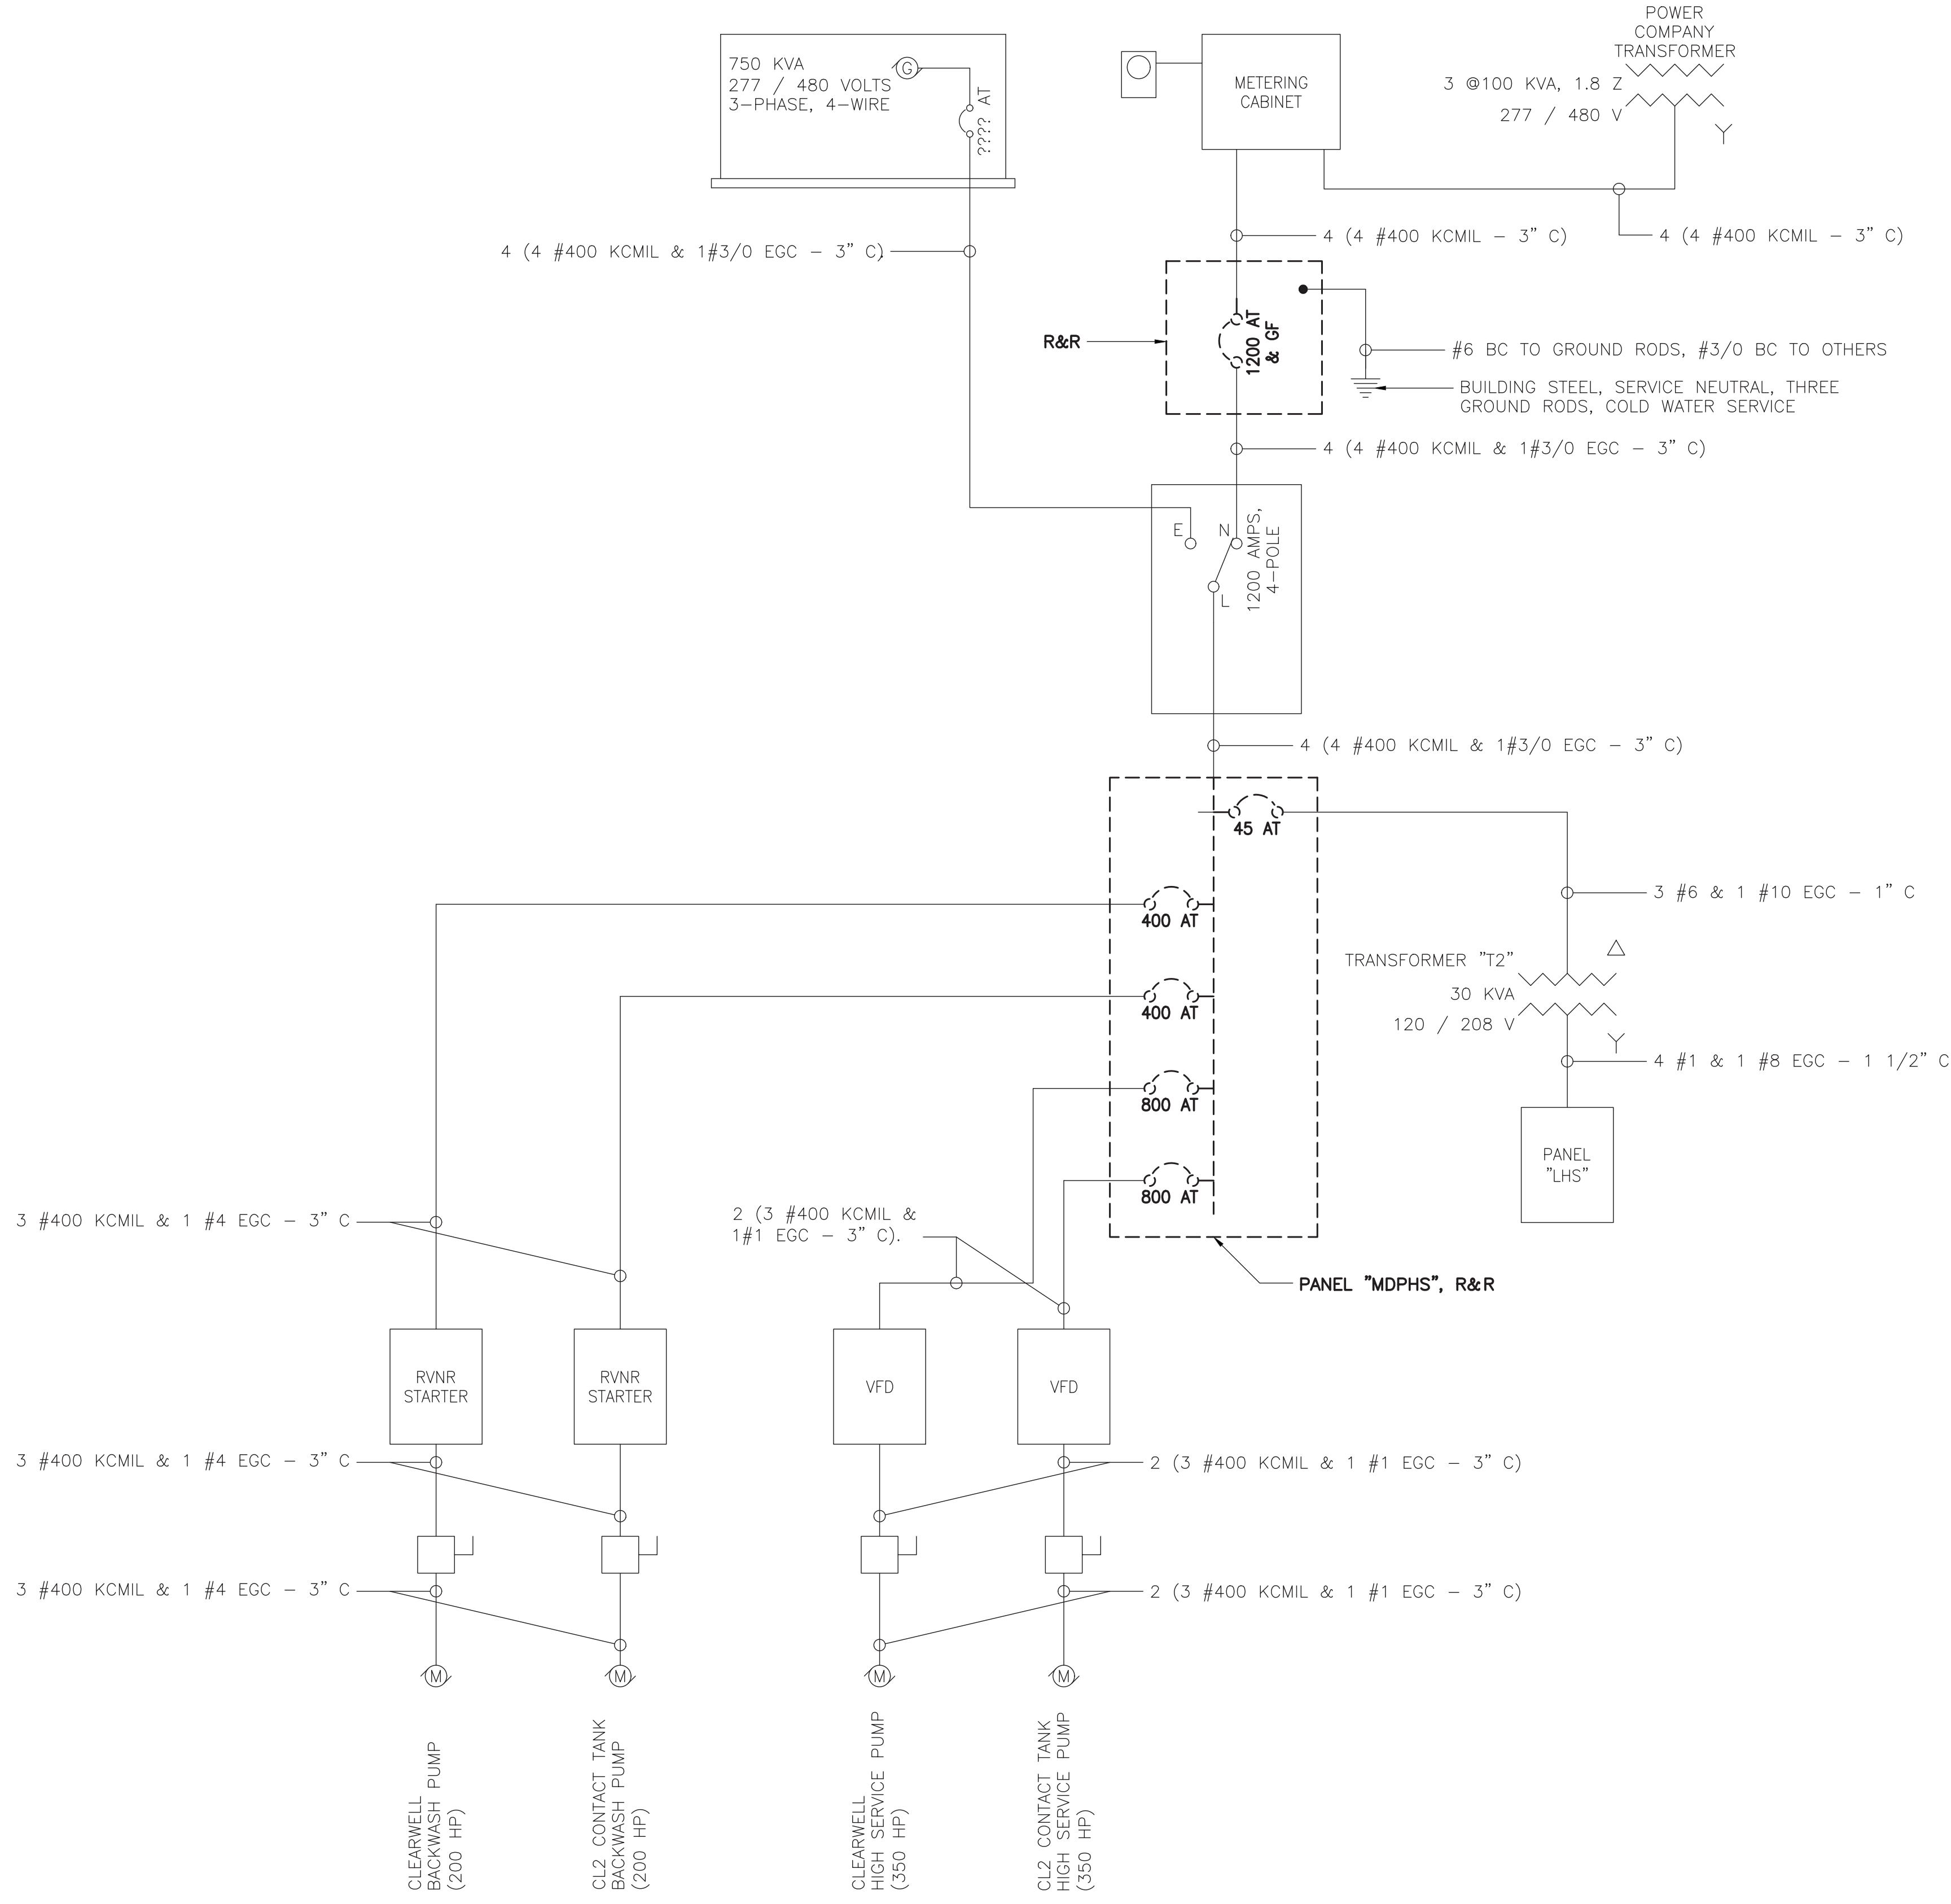 POWER
COMPANY
TRANSFORMER
3 @100 KVA, 1.8 Z
277 / 480 V
Y
750 KVA
277 / 480 VOLTS
3-PHASE, 4-WIRE
G
???? AT
METERING
CABINET
4 (4 #400 KCMIL & 1#3/0 EGC - 3" C)
4 (4 #400 KCMIL - 3" C)
4 (4 #400 KCMIL - 3" C)
R&R
1200 AT
& GF
#6 BC TO GROUND RODS, #3/0 BC TO OTHERS
BUILDING STEEL, SERVICE NEUTRAL, THREE
GROUND RODS, COLD WATER SERVICE
4 (4 #400 KCMIL & 1#3/0 EGC - 3" C)
E
N
L
1200 AMPS,
4-POLE
4 (4 #400 KCMIL & 1#3/0 EGC - 3" C)
45 AT
3 #6 & 1 #10 EGC - 1" C
400 AT
TRANSFORMER "T2"
30 KVA
120 / 208 V
Y
400 AT
4 #1 & 1 #8 EGC - 1 1/2" C
800 AT
PANEL
"LHS"
800 AT
3 #400 KCMIL & 1 #4 EGC - 3" C
2 (3 #400 KCMIL &
1#1 EGC - 3" C).
PANEL "MDPHS", R&R
RVNR
STARTER
RVNR
STARTER
VFD
VFD
3 #400 KCMIL & 1 #4 EGC - 3" C
2 (3 #400 KCMIL & 1 #1 EGC - 3" C)
3 #400 KCMIL & 1 #4 EGC - 3" C
2 (3 #400 KCMIL & 1 #1 EGC - 3" C)
M
M
M
M
CLEARWELL
BACKWASH PUMP
(200 HP)
CL2 CONTACT TANK
BACKWASH PUMP
(200 HP)
CLEARWELL
HIGH SERVICE PUMP
(350 HP)
CL2 CONTACT TANK
HIGH SERVICE PUMP
(350 HP)